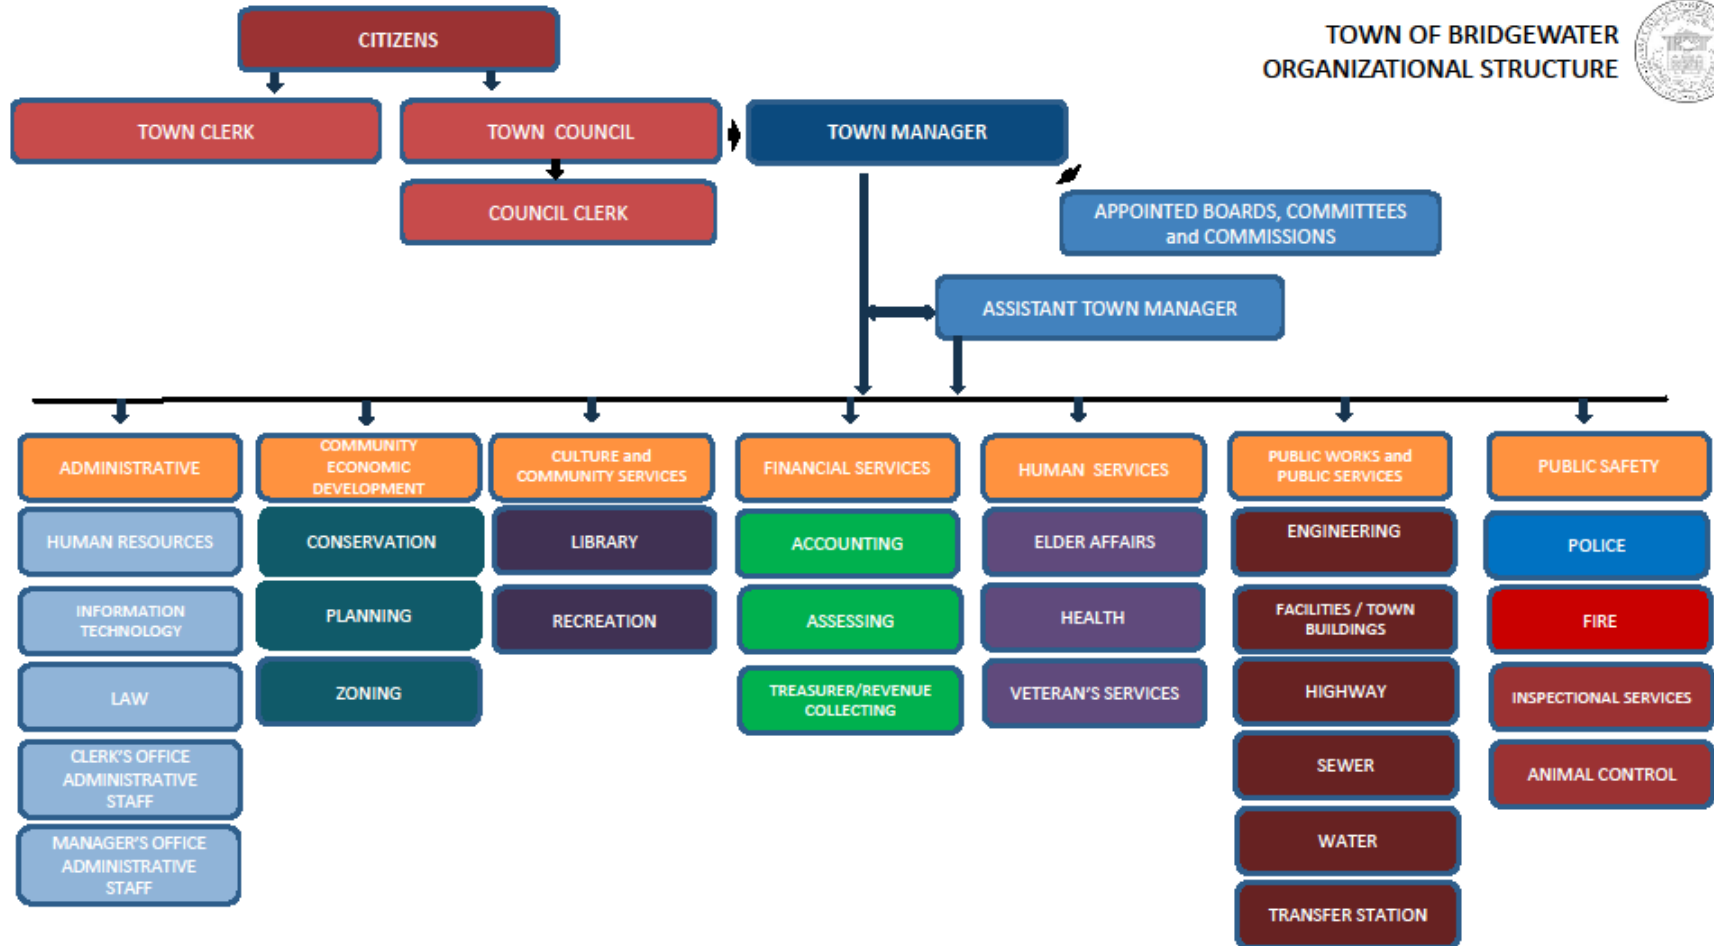 TOWN OF BRIDGEWATER
ORGANIZATIONAL STRUCTURE
CITIZENS
TOWN CLERK
TOWN COUNCIL
TOWN MANAGER
COUNCIL CLERK
APPOINTED BOARDS, COMMITTEES
and COMMISSIONS
ASSISTANT TOWN MANAGER
ADMINISTRATIVE
HUMAN RESOURCES
INFORMATION
TECHNOLOGY
LAW
CLERK'S OFFICE
ADMINISTRATIVE
STAFF
MANAGER'S OFFICE
ADMINISTRATIVE
STAFF
COMMUNITY
ECONOMIC
DEVELOPMENT
CONSERVATION
PLANNING
ZONING
CULTURE and
COMMUNITY SERVICES
LIBRARY
RECREATION
FINANCIAL SERVICES
ACCOUNTING
ASSESSING
TREASURER/REVENUE
COLLECTING
HUMAN SERVICES
ELDER AFFAIRS
HEALTH
VETERAN'S SERVICES
PUBLIC WORKS and
PUBLIC SERVICES
ENGINEERING
FACILITIES / TOWN
BUILDINGS
HIGHWAY
SEWER
WATER
TRANSFER STATION
PUBLIC SAFETY
POLICE
FIRE
INSPECTIONAL SERVICES
ANIMAL CONTROL